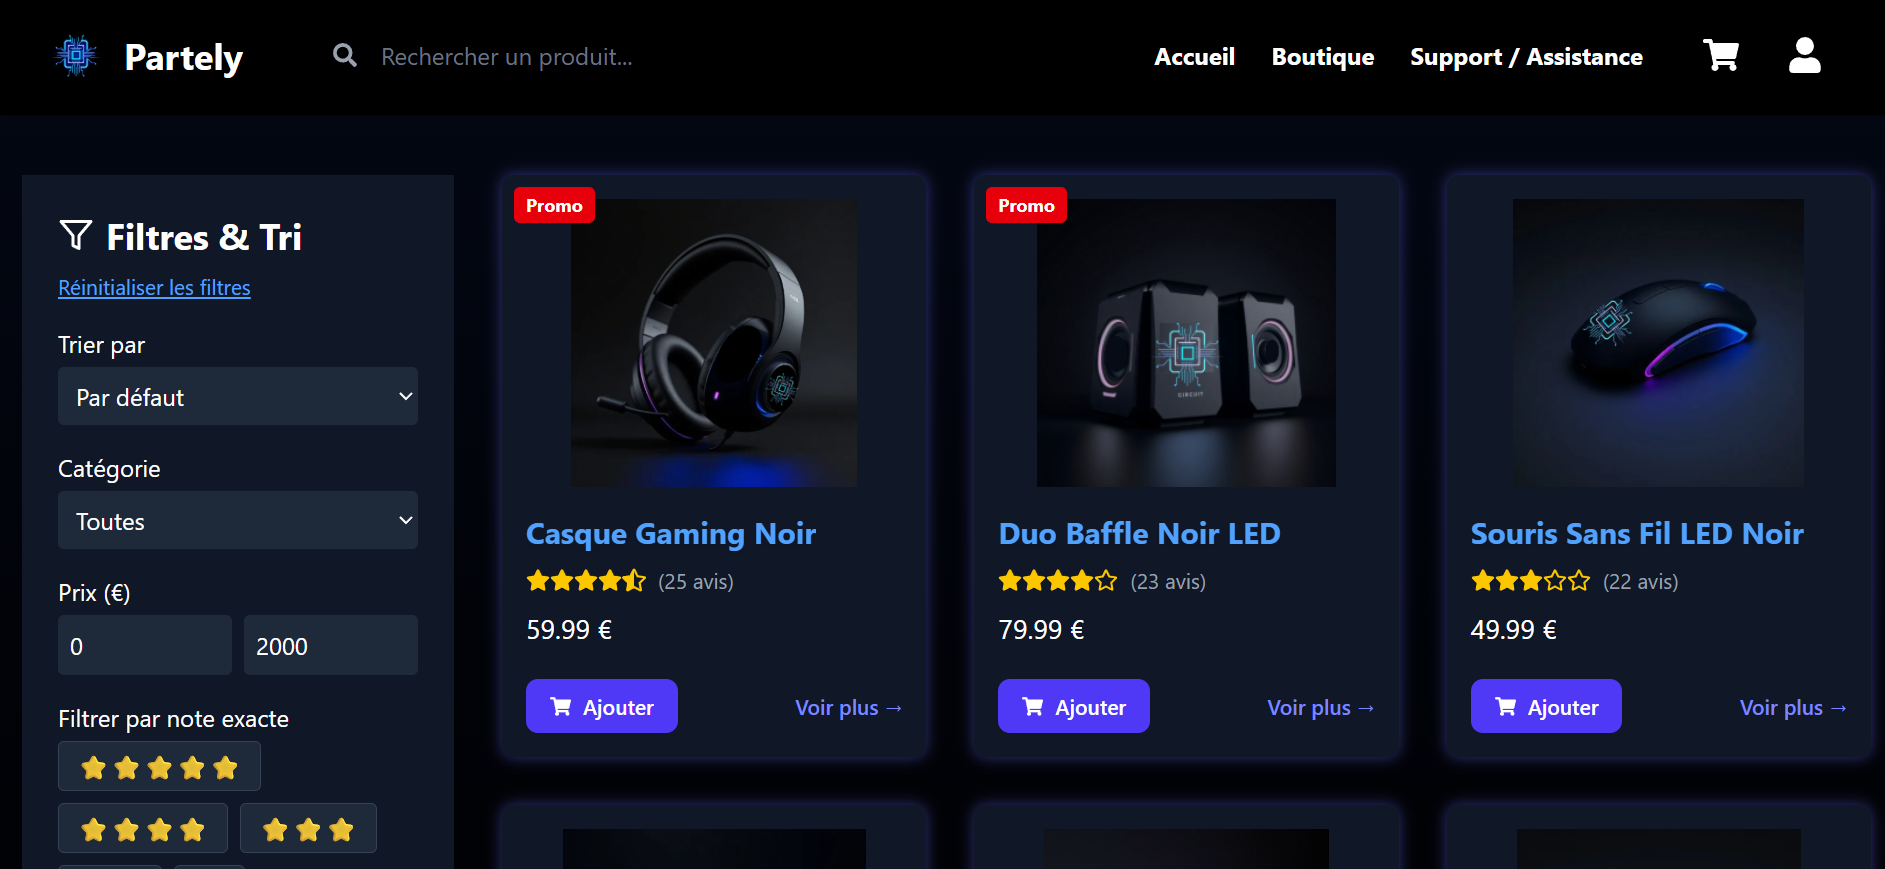 Partely
Rechercher un produit...
Accueil
Boutique
Support / Assistance
Filtres & Tri
Réinitialiser les filtres
Trier par
Par défaut
Catégorie
Toutes
Prix (€)
0
2000
Filtrer par note exacte
Promo
Casque Gaming Noir
(25 avis)
59.99 €
Ajouter
Voir plus →
Promo
CIRCUIT
Duo Baffle Noir LED
(23 avis)
79.99 €
Ajouter
Voir plus →
Souris Sans Fil LED Noir
(22 avis)
49.99 €
Ajouter
Voir plus →